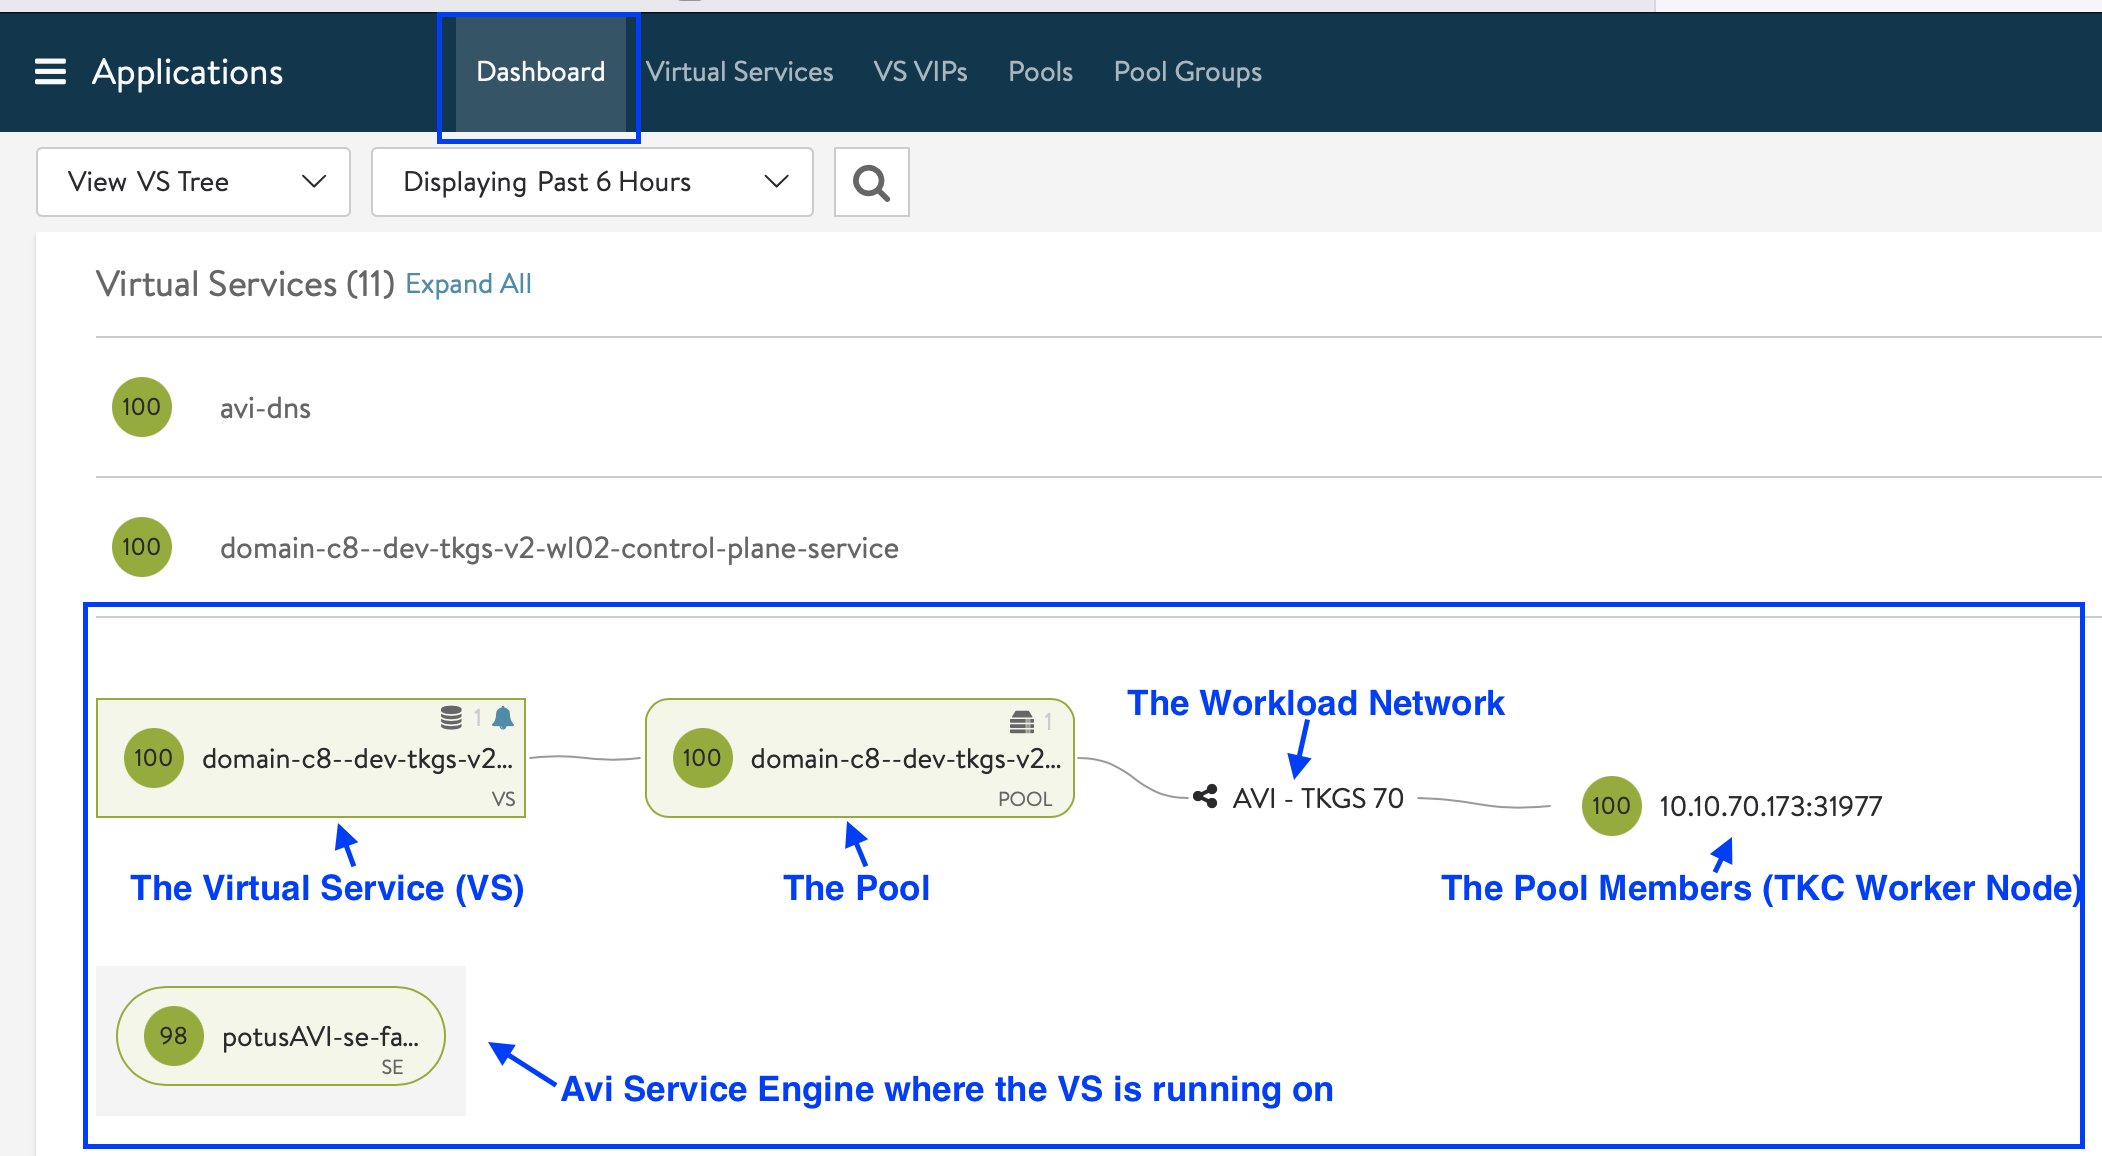 Applications
Dashboard
Virtual Services
VS VIPs
Pools
Pool Groups
View VS Tree
Displaying Past 6 Hours
Virtual Services (11) Expand All
100 avi-dns
100 domain-c8--dev-tkgs-v2-wl02-control-plane-service
The Workload Network
1
1
100 domain-c8--dev-tkgs-v2...
VS
100 domain-c8--dev-tkgs-v2...
POOL
AVI - TKGS 70
100 10.10.70.173:31977
The Virtual Service (VS)
The Pool
The Pool Members (TKC Worker Node)
98 potusAVI-se-fa...
SE
Avi Service Engine where the VS is running on